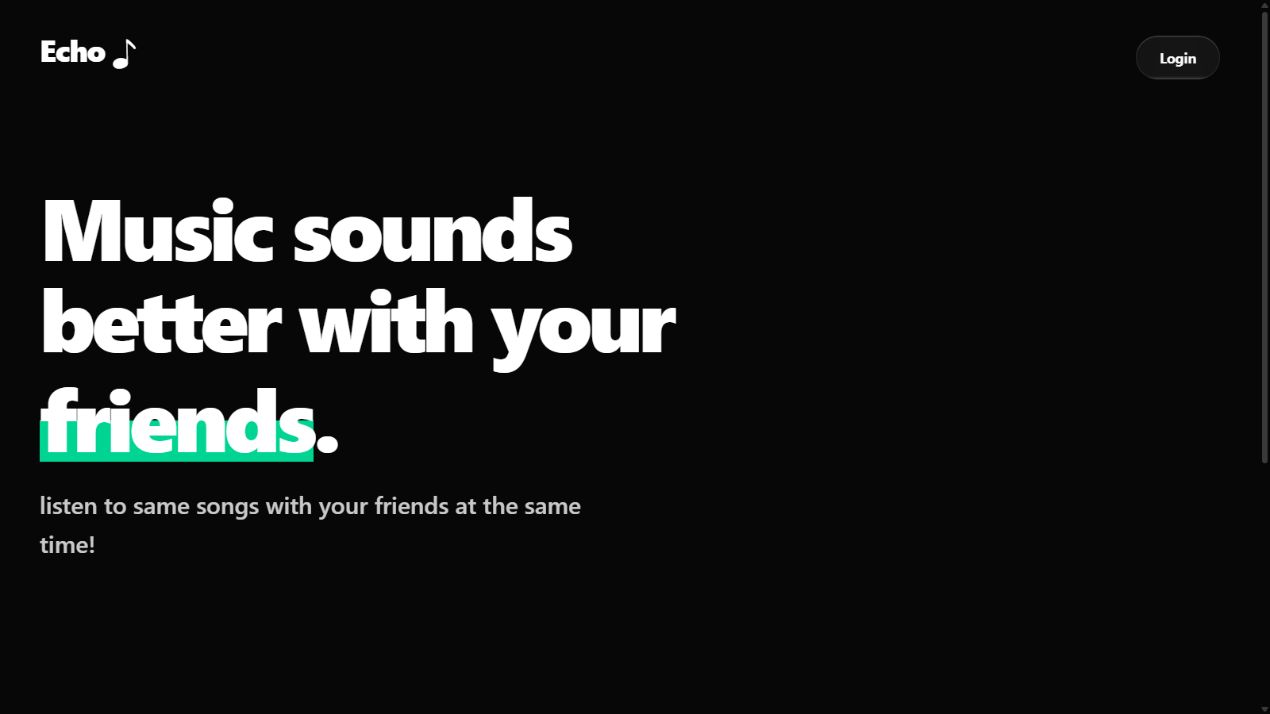 Echo ♪
Login
Music sounds
better with your
friends.
listen to same songs with your friends at the same
time!